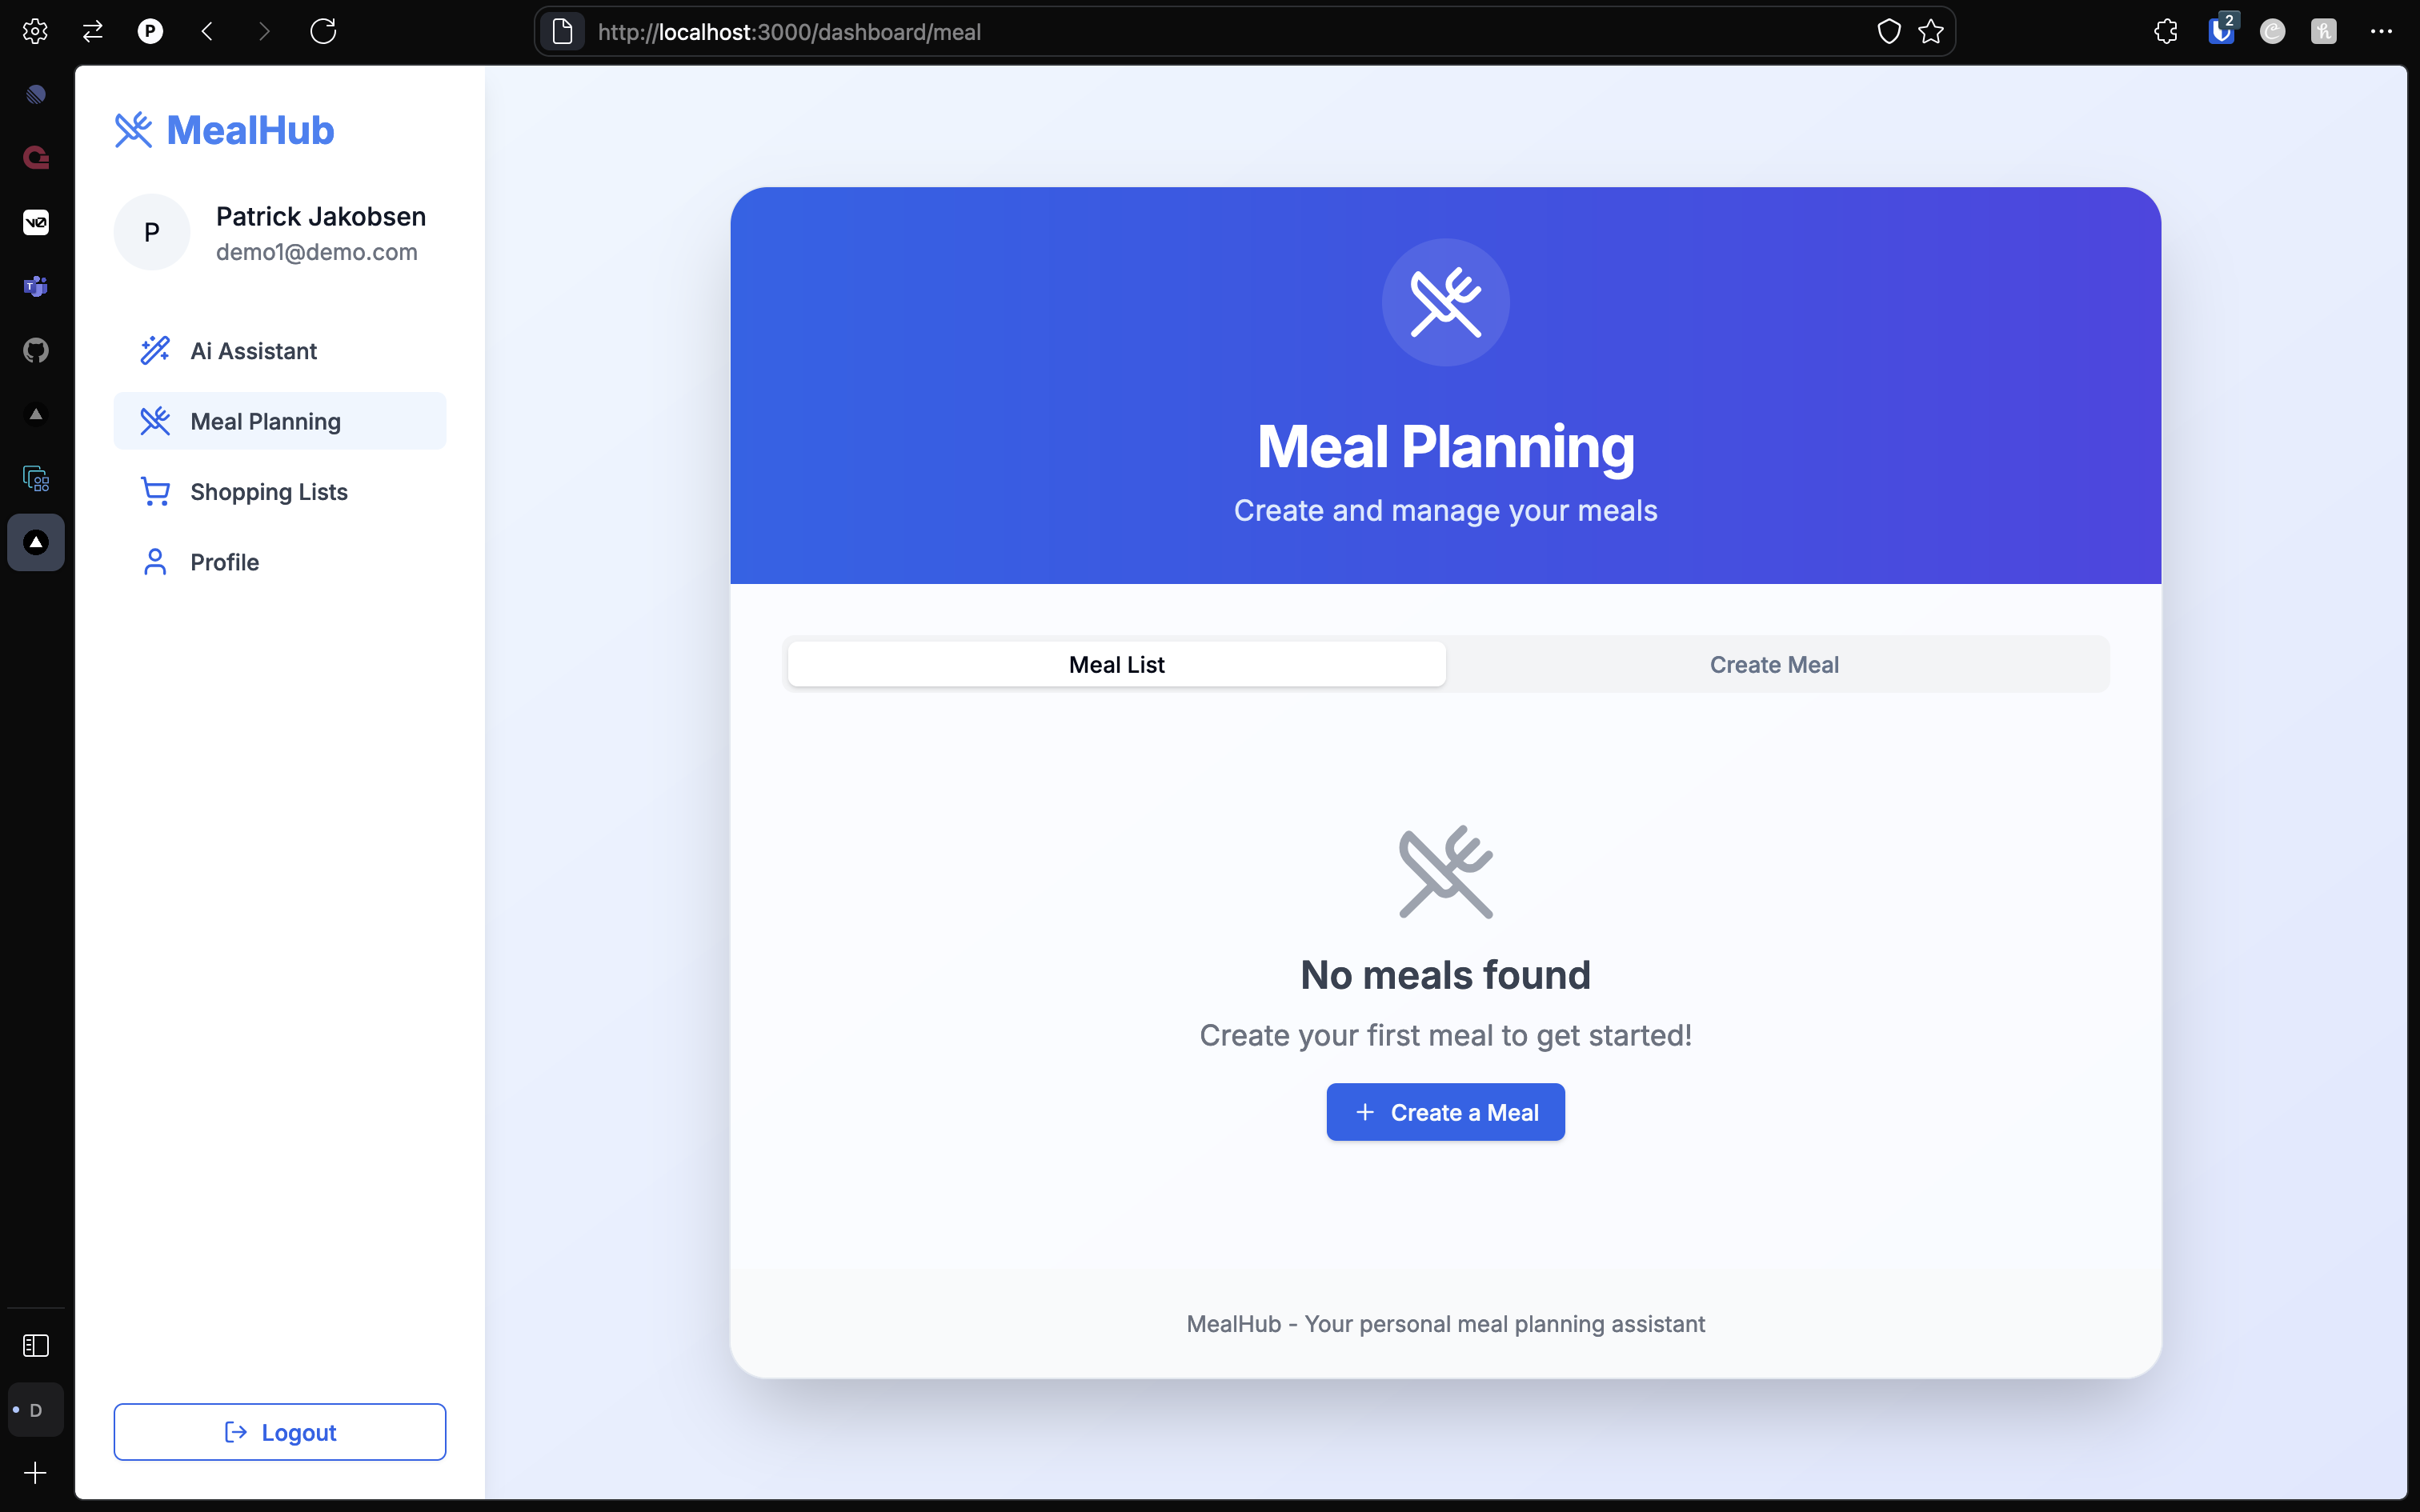 P
http://localhost:3000/dashboard/meal
2
MealHub
P
Patrick Jakobsen
demo1@demo.com
Ai Assistant
Meal Planning
Shopping Lists
Profile
Logout
D
Meal Planning
Create and manage your meals
Meal List
Create Meal
No meals found
Create your first meal to get started!
Create a Meal
MealHub - Your personal meal planning assistant